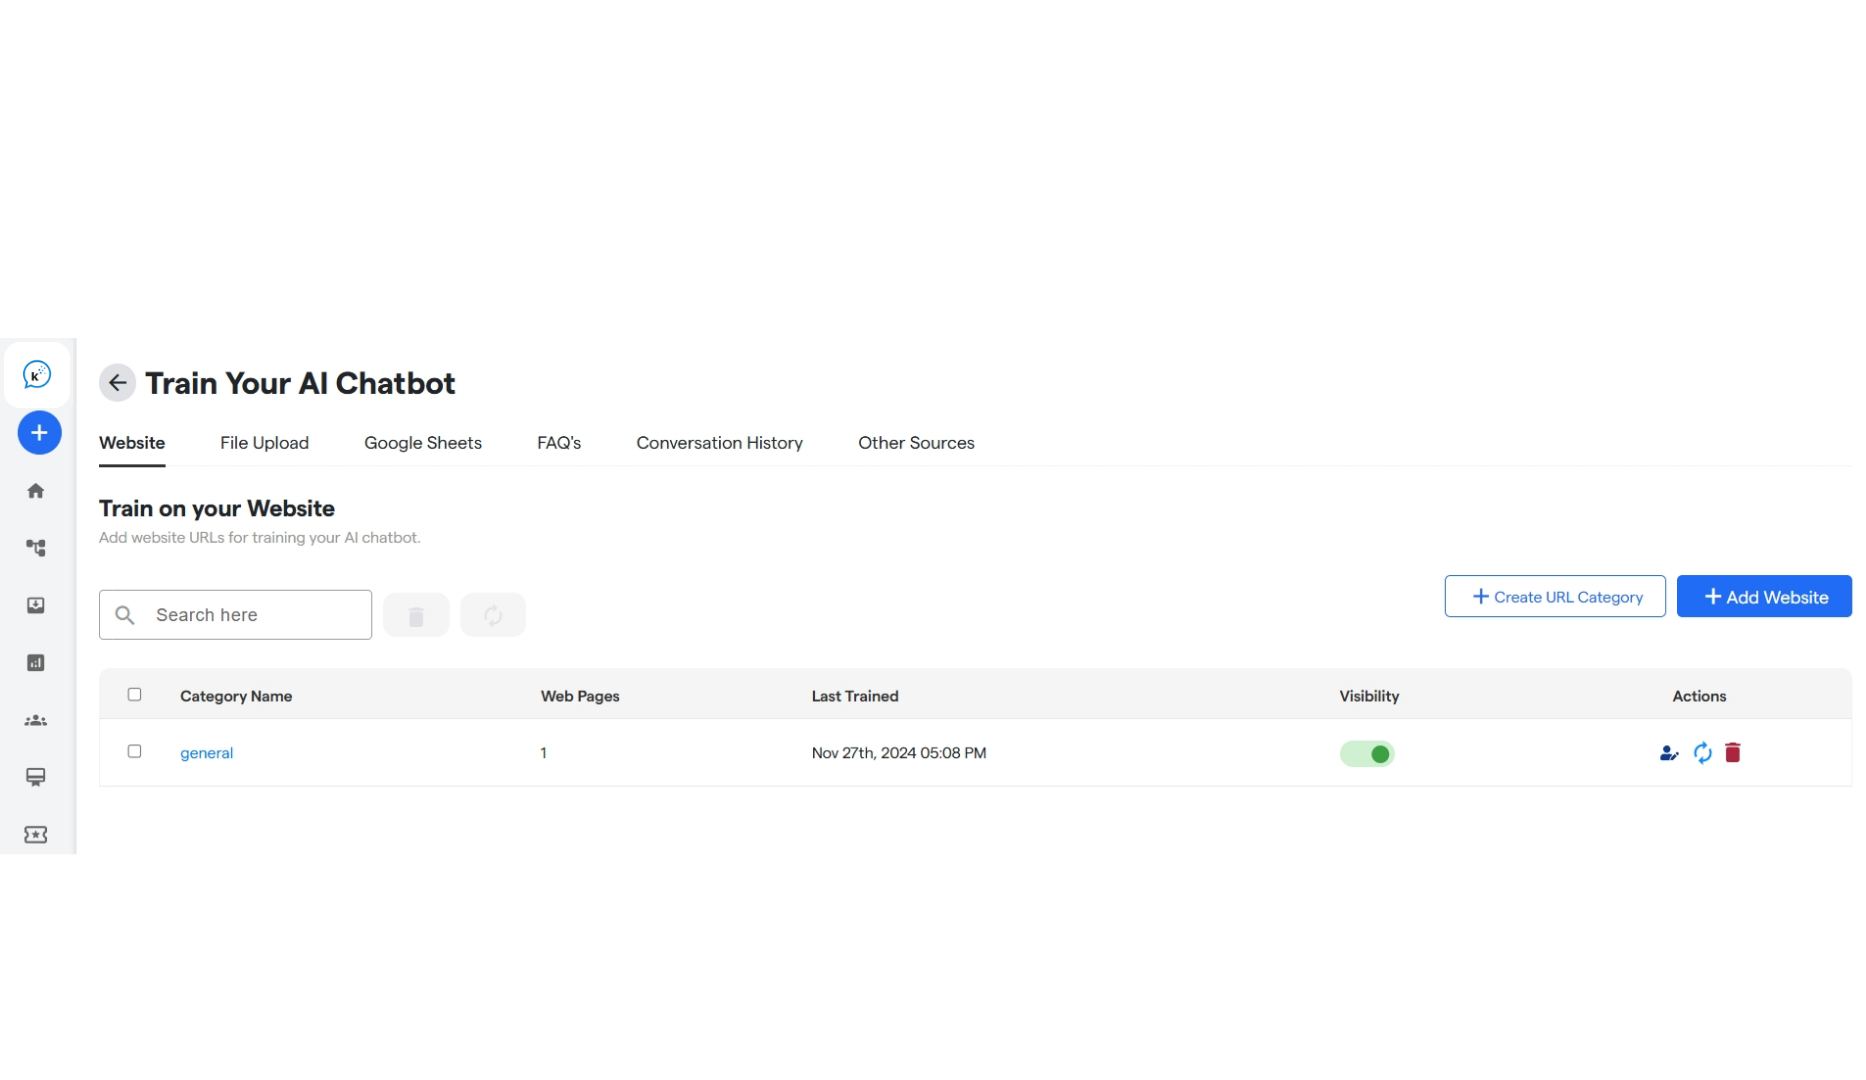 K
Train Your AI Chatbot
Website File Upload Google Sheets FAQ's Conversation History Other Sources
Train on your Website
Add website URLs for training your AI chatbot.
Search here
+ Create URL Category + Add Website
Category Name Web Pages Last Trained Visibility Actions
general 1 Nov 27th, 2024 05:08 PM